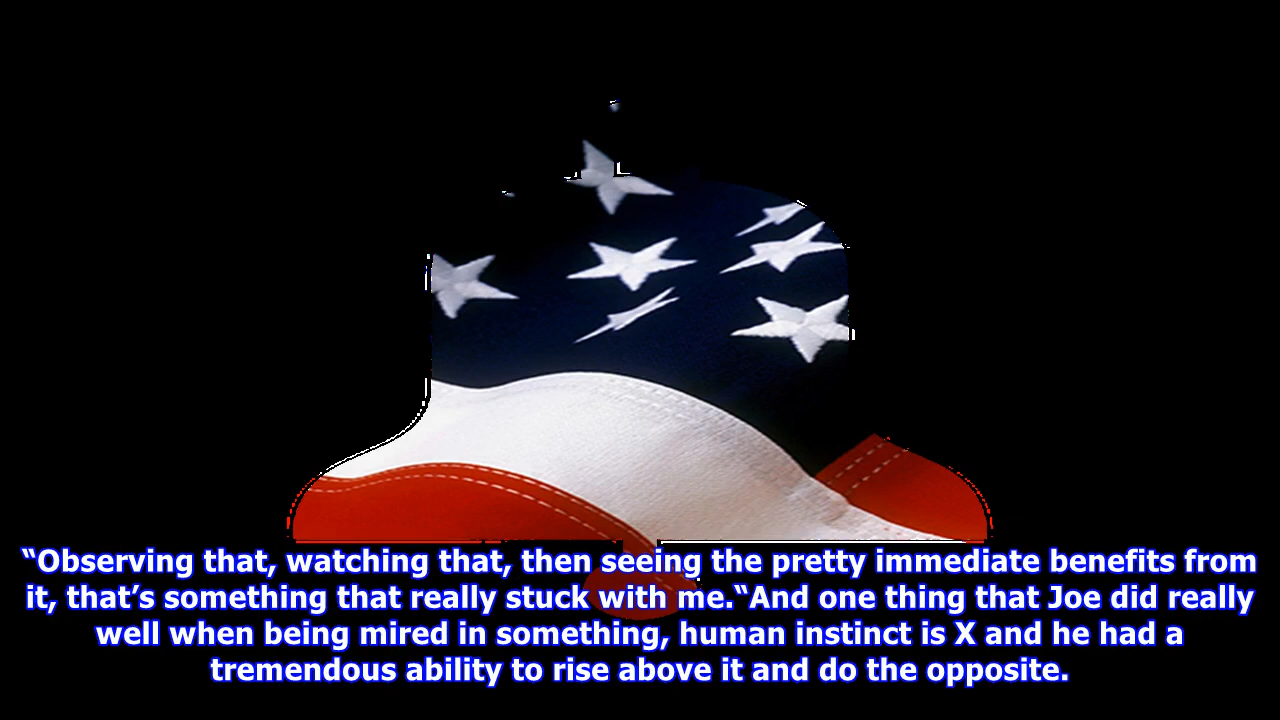 “Observing that, watching that, then seeing the pretty immediate benefits from
it, that’s something that really stuck with me.“And one thing that Joe did really
well when being mired in something, human instinct is X and he had a
tremendous ability to rise above it and do the opposite.